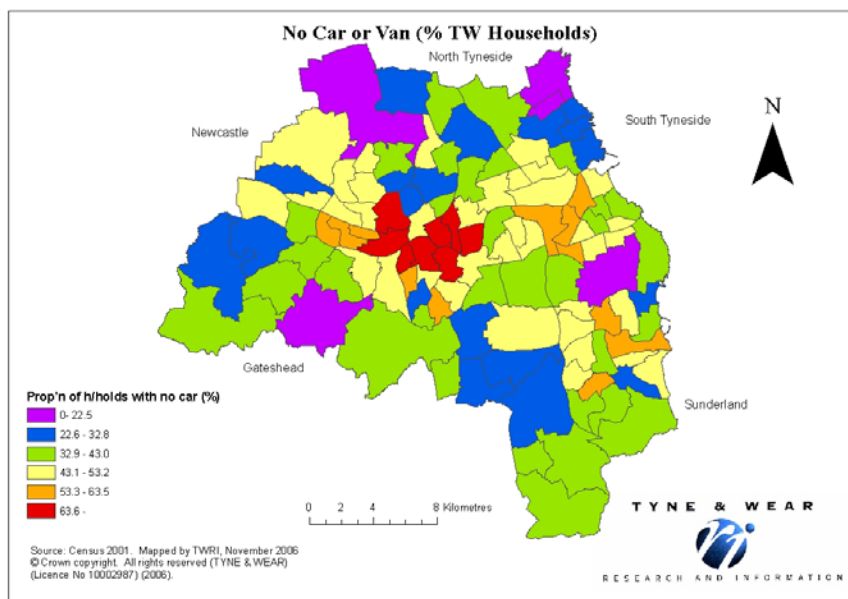 No Car or Van (% TW Households)
North Tyneside
N
South Tyneside
Newcastle
Gateshead
Sunderland
Prop'n of h/holds with no car (%)
0- 22.5
22.6 - 32.8
32.9 - 43.0
43.1 - 53.2
53.3 - 63.5
63.6 -
0 2 4 8 Kilometres
Source: Census 2001. Mapped by TWRI, November 2006
© Crown copyright. All rights reserved (TYNE & WEAR)
(Licence No 10002987) (2006).
TYNE & WEAR
ri
RESEARCH AND INFORMATION